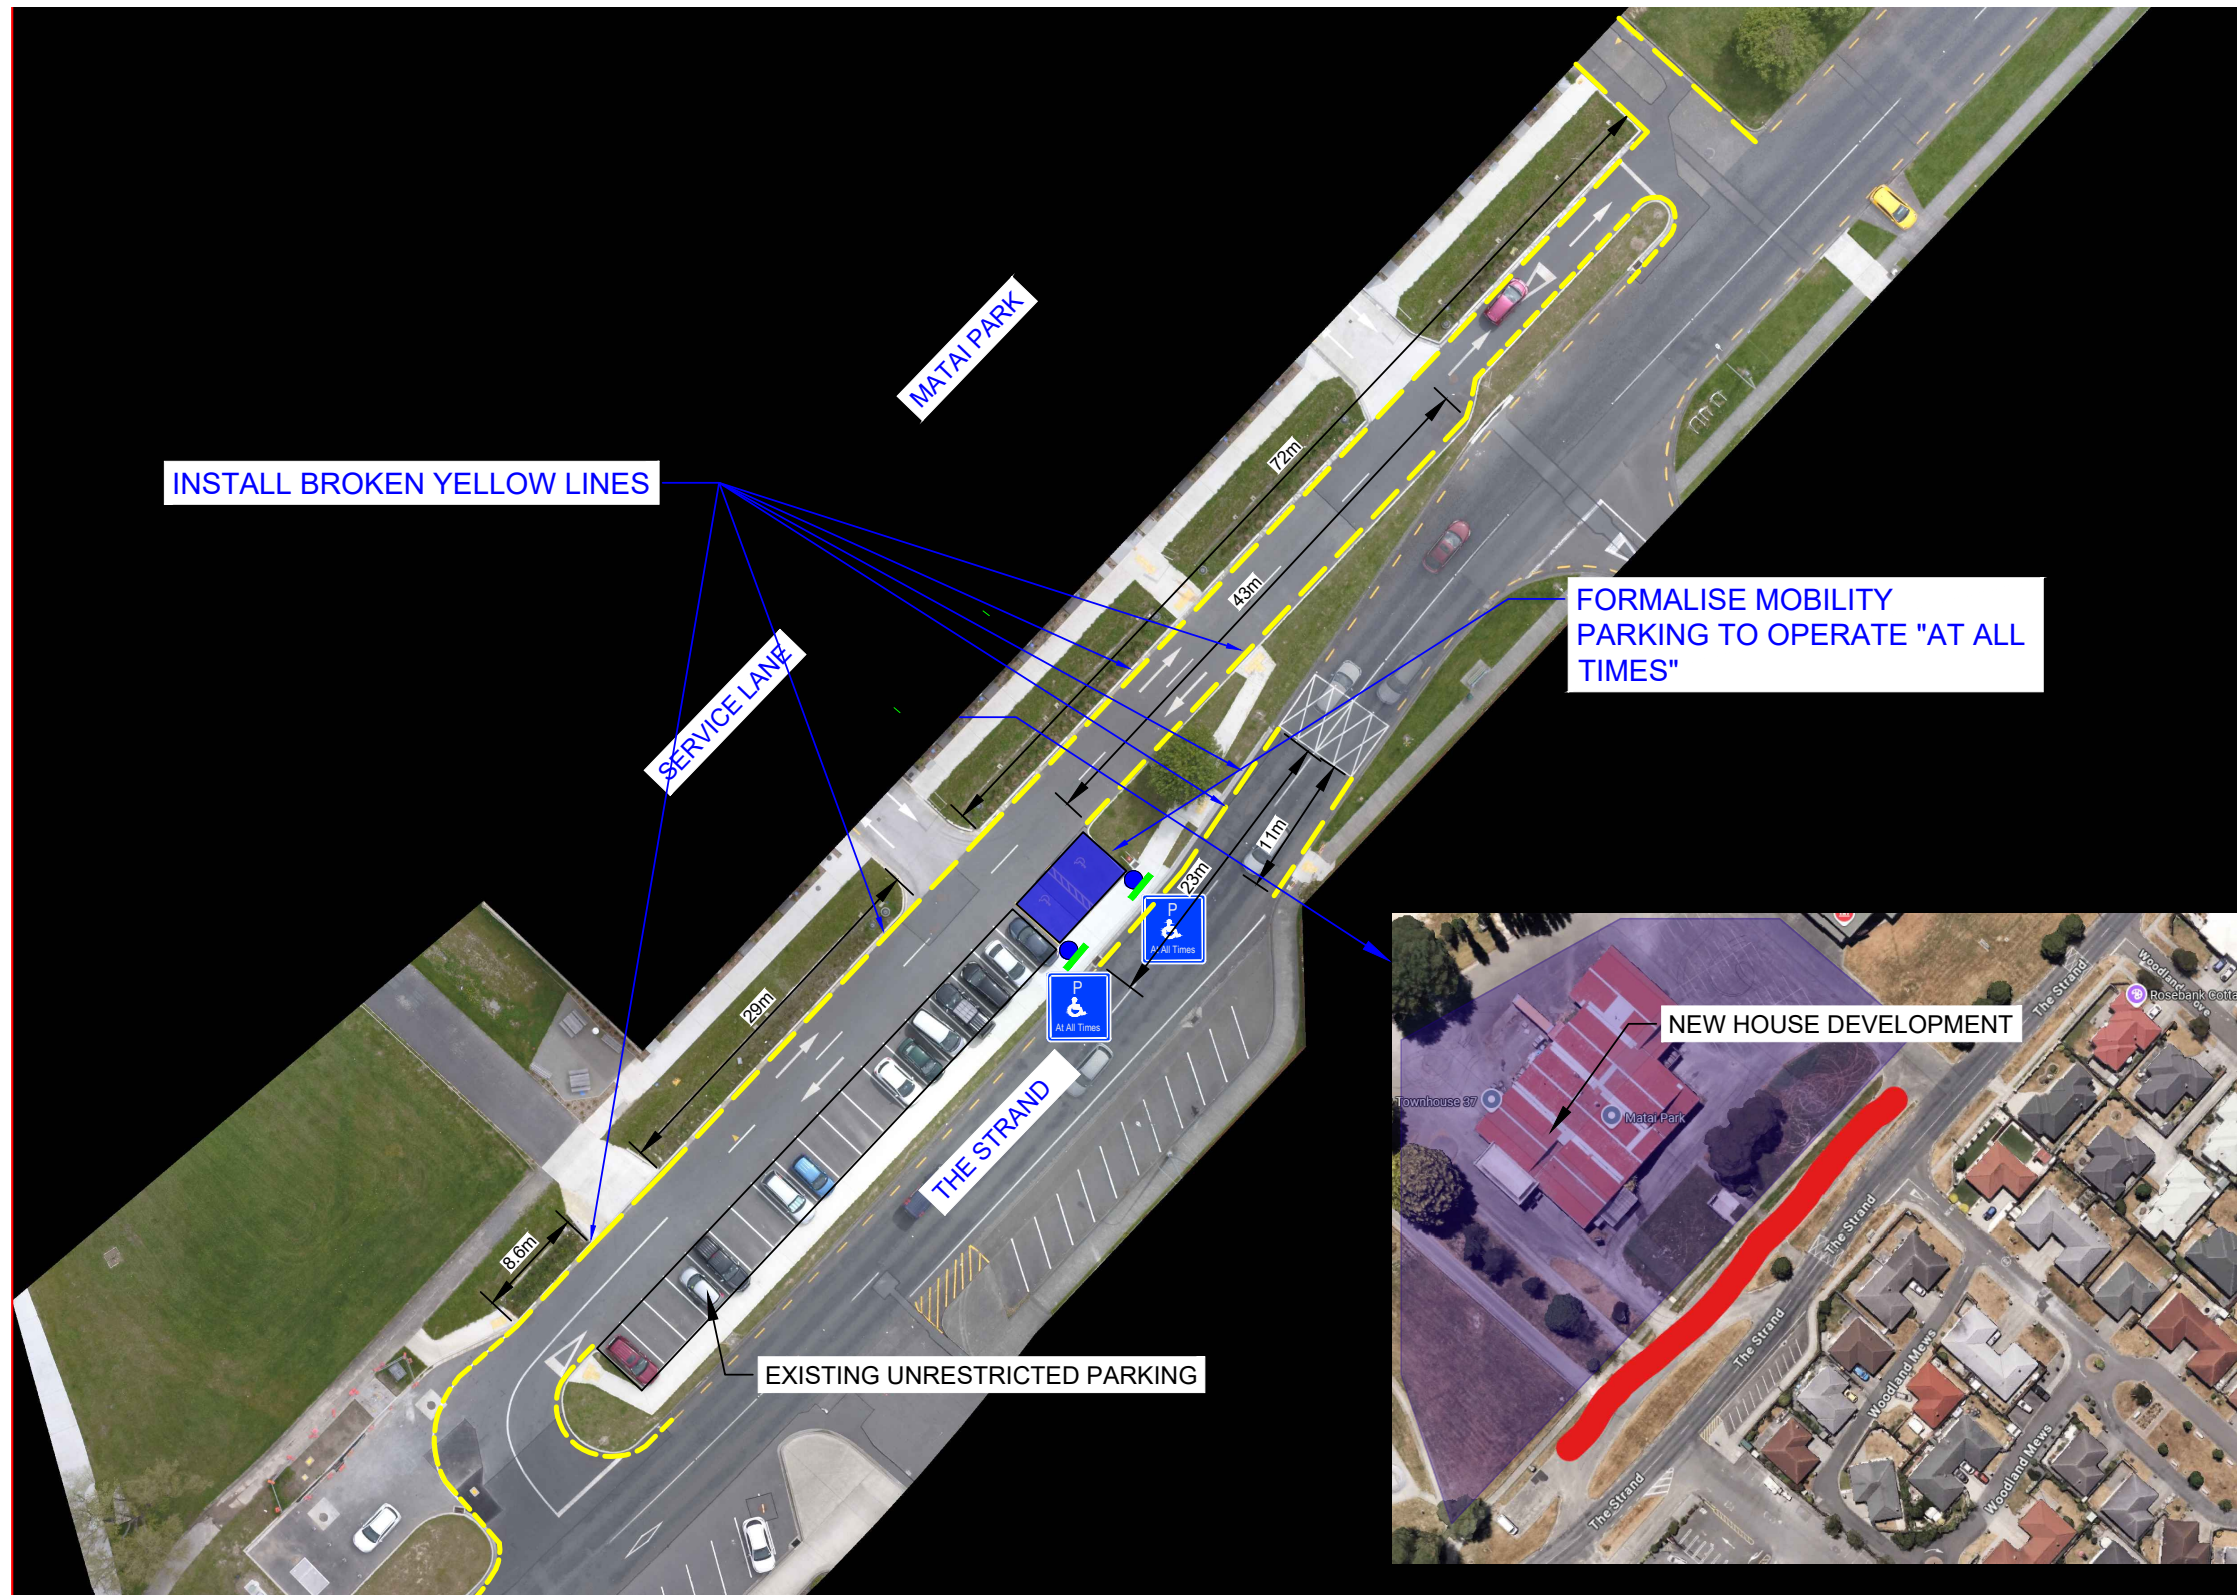 MATAI PARK
INSTALL BROKEN YELLOW LINES
72m
43m
FORMALISE MOBILITY
PARKING TO OPERATE "AT ALL
TIMES"
SERVICE LANE
11m
23m
P
At All Times
P
At All Times
29m
THE STRAND
8.6m
EXISTING UNRESTRICTED PARKING
NEW HOUSE DEVELOPMENT
Townhouse 37
Matai Park
The Strand
The Strand
The Strand
The Strand
Rosebank Cotta
Woodland Mews
Woodland Mews